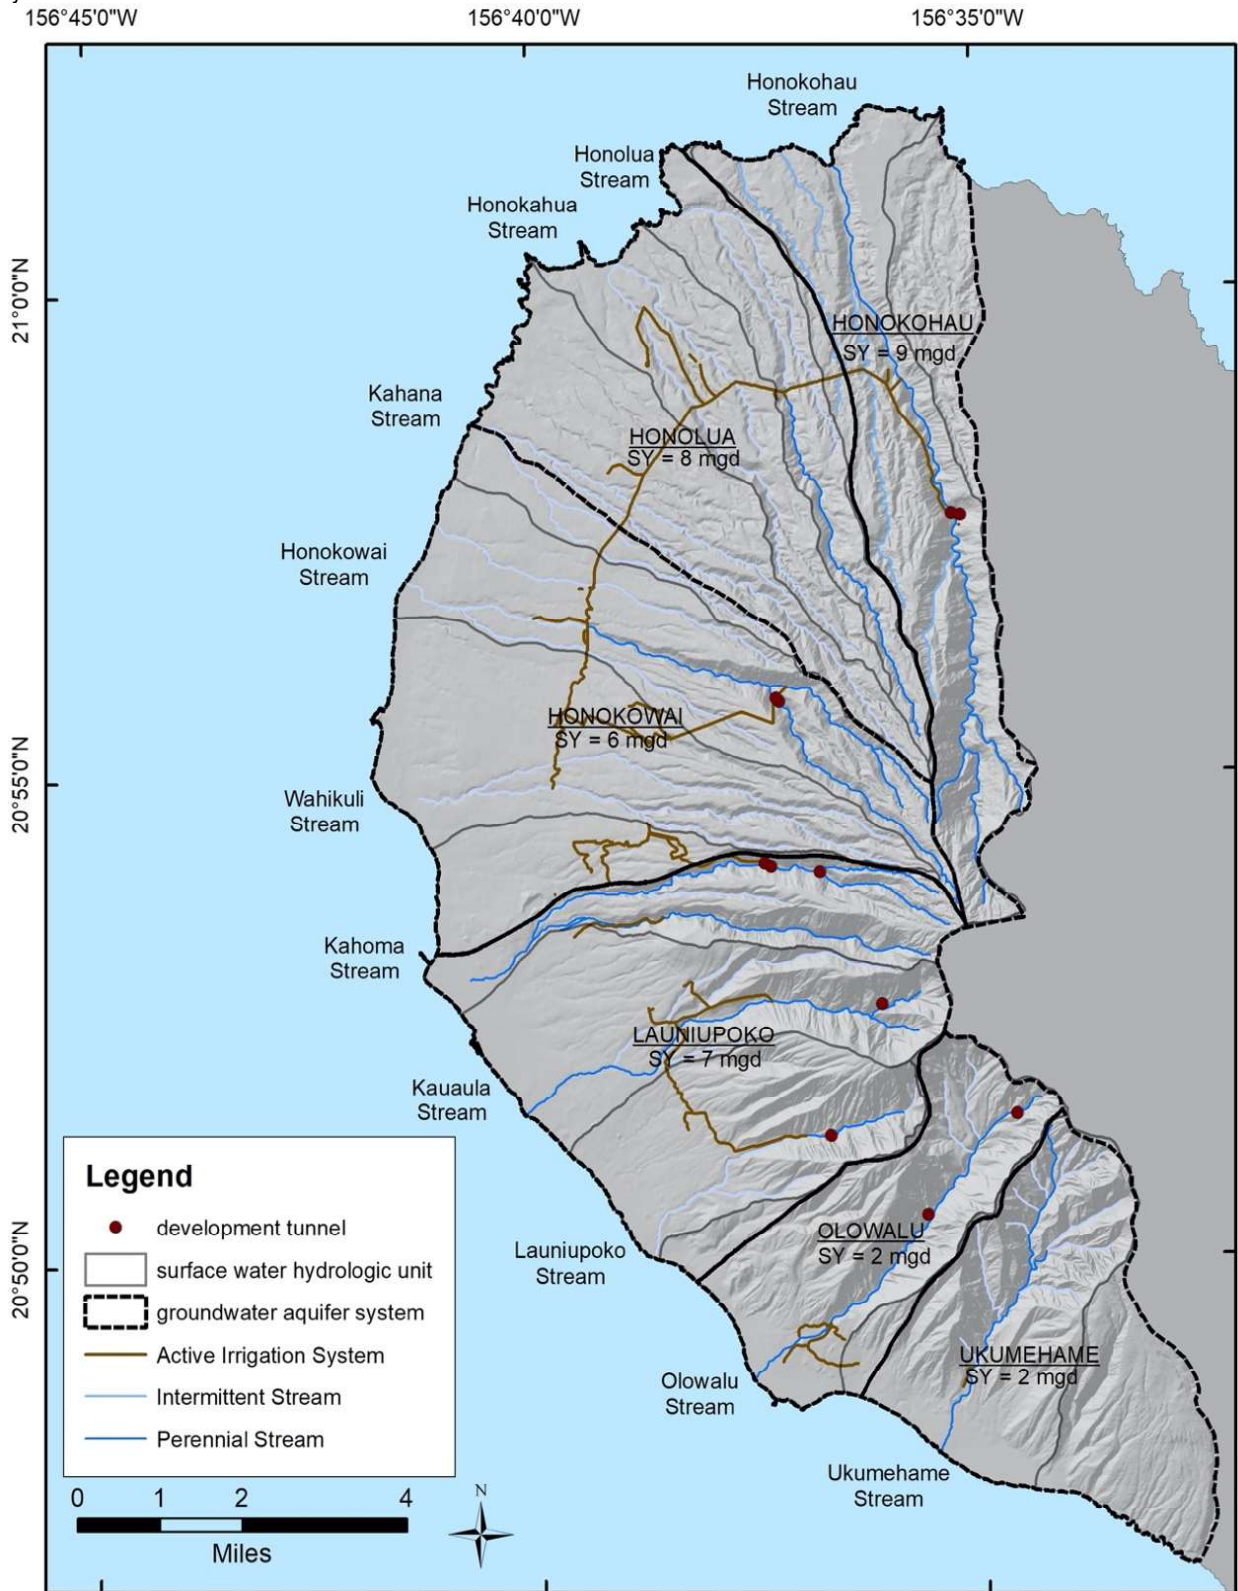 156°45'0"W
156°40'0"W
156°35'0"W
Honokohau
Stream
Honolua
Stream
Honokahua
Stream
21°0'0"N
HONOKOHAU
SY = 9 mgd
Kahana
Stream
HONOLUA
SY = 8 mgd
Honokowai
Stream
HONOKOWAI
SY = 6 mgd
20°55'0"N
Wahikuli
Stream
Kahoma
Stream
LAUNIUPOKO
SY = 7 mgd
Kauaula
Stream
20°50'0"N
Launiupoko
Stream
OLOWALU
SY = 2 mgd
Olowalu
Stream
UKUMEHAME
SY = 2 mgd
Ukumehame
Stream
Legend
development tunnel
surface water hydrologic unit
groundwater aquifer system
Active Irrigation System
Intermittent Stream
Perennial Stream
0 1 2 4
Miles
N